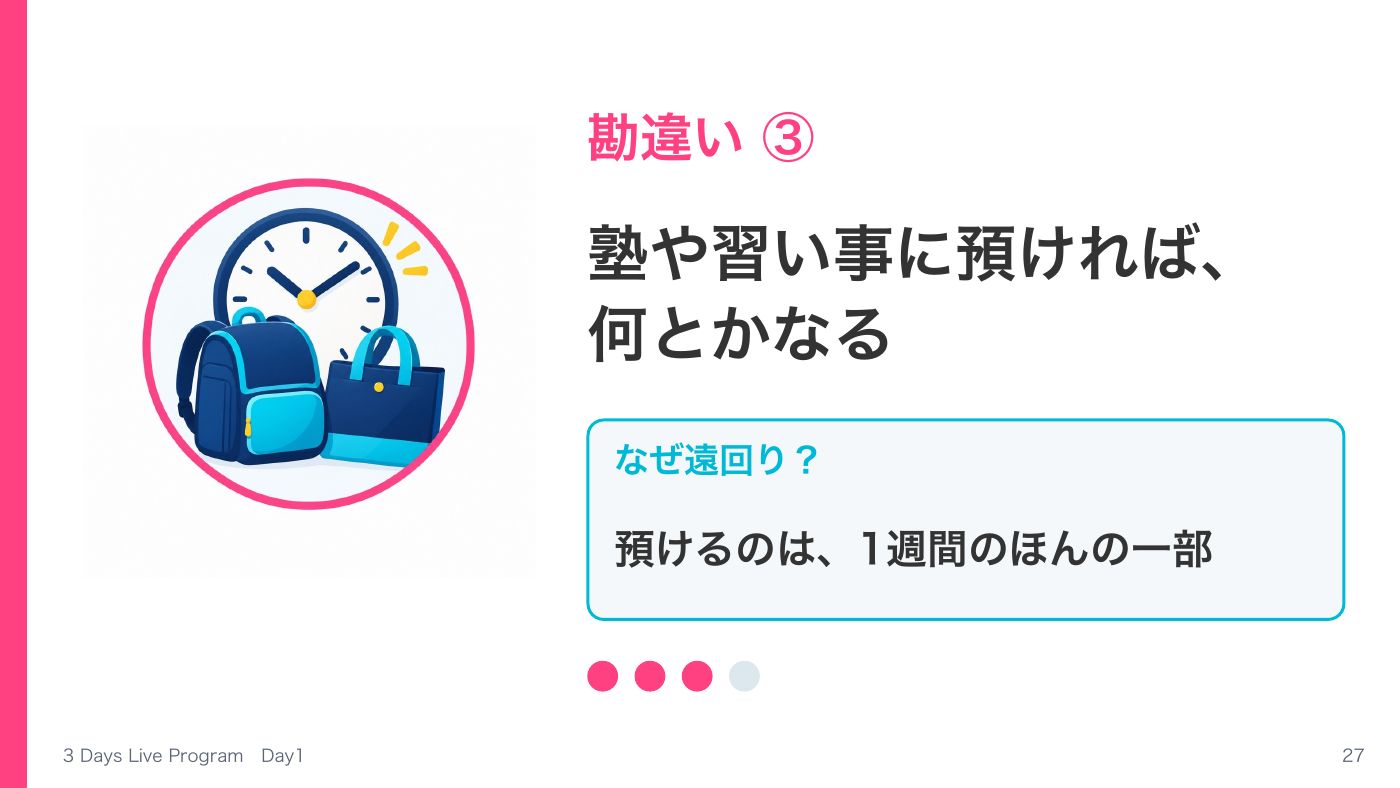 勘違い ③
塾や習い事に預ければ、
何とかなる
なぜ遠回り？
預けるのは、1週間のほんの一部
3 Days Live Program　Day1
27